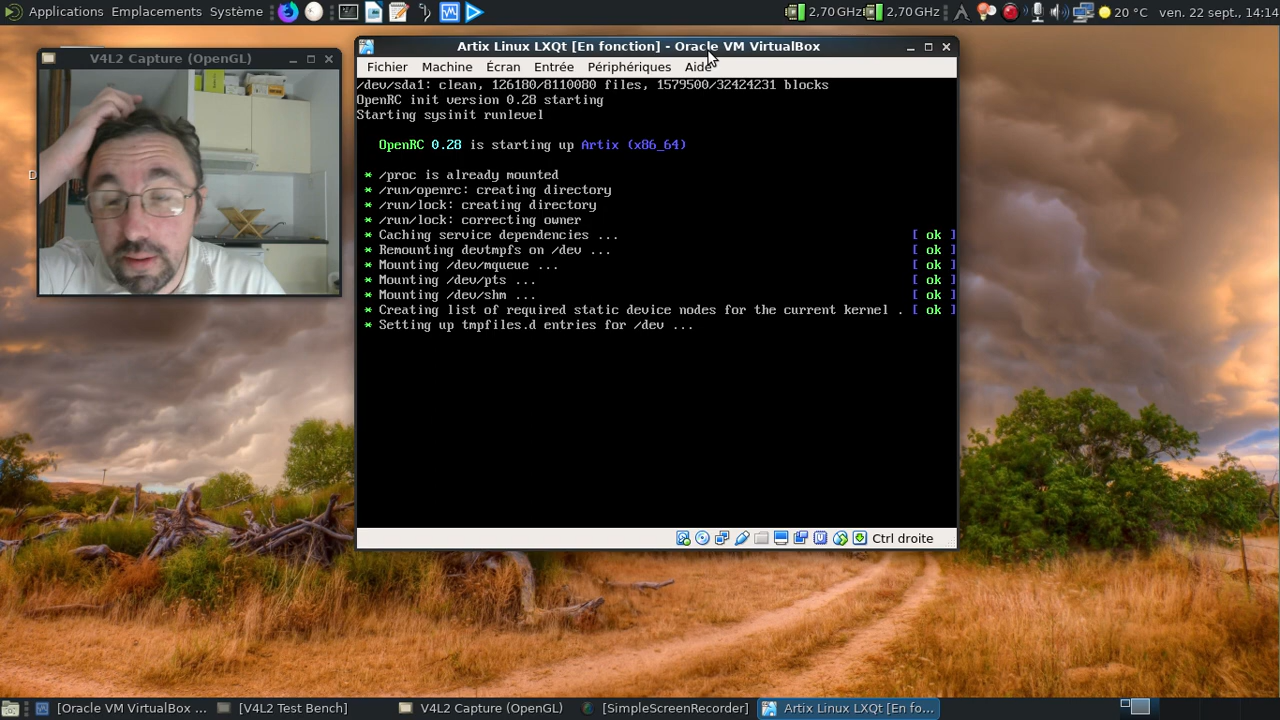 Applications Emplacements Système
2,70 GHz 2,70 GHz 20 °C ven. 22 sept., 14:14
V4L2 Capture (OpenGL)
D
Artix Linux LXQt [En fonction] - Oracle VM VirtualBox
Fichier Machine Écran Entrée Périphériques Aide
/dev/sda1: clean, 126180/8110080 files, 1579500/32424231 blocks
OpenRC init version 0.28 starting
Starting sysinit runlevel
OpenRC 0.28 is starting up Artix (x86_64)
* /proc is already mounted
* /run/openrc: creating directory
* /run/lock: creating directory
* /run/lock: correcting owner
* Caching service dependencies ... [ ok ]
* Remounting devtmpfs on /dev ... [ ok ]
* Mounting /dev/mqueue ... [ ok ]
* Mounting /dev/pts ... [ ok ]
* Mounting /dev/shm ... [ ok ]
* Creating list of required static device nodes for the current kernel . [ ok ]
* Setting up tmpfiles.d entries for /dev ...
Ctrl droite
[Oracle VM VirtualBox ... [V4L2 Test Bench] V4L2 Capture (OpenGL) [SimpleScreenRecorder] Artix Linux LXQt [En fo...